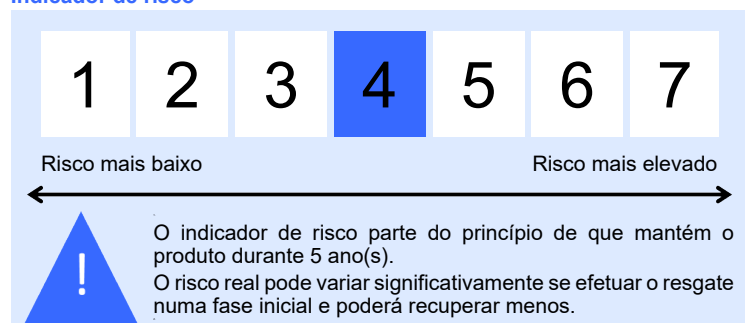 Indicador de risco
1 2 3 4 5 6 7
Risco mais baixo Risco mais elevado
!
O indicador de risco parte do princípio de que mantém o
produto durante 5 ano(s).
O risco real pode variar significativamente se efetuar o resgate
numa fase inicial e poderá recuperar menos.